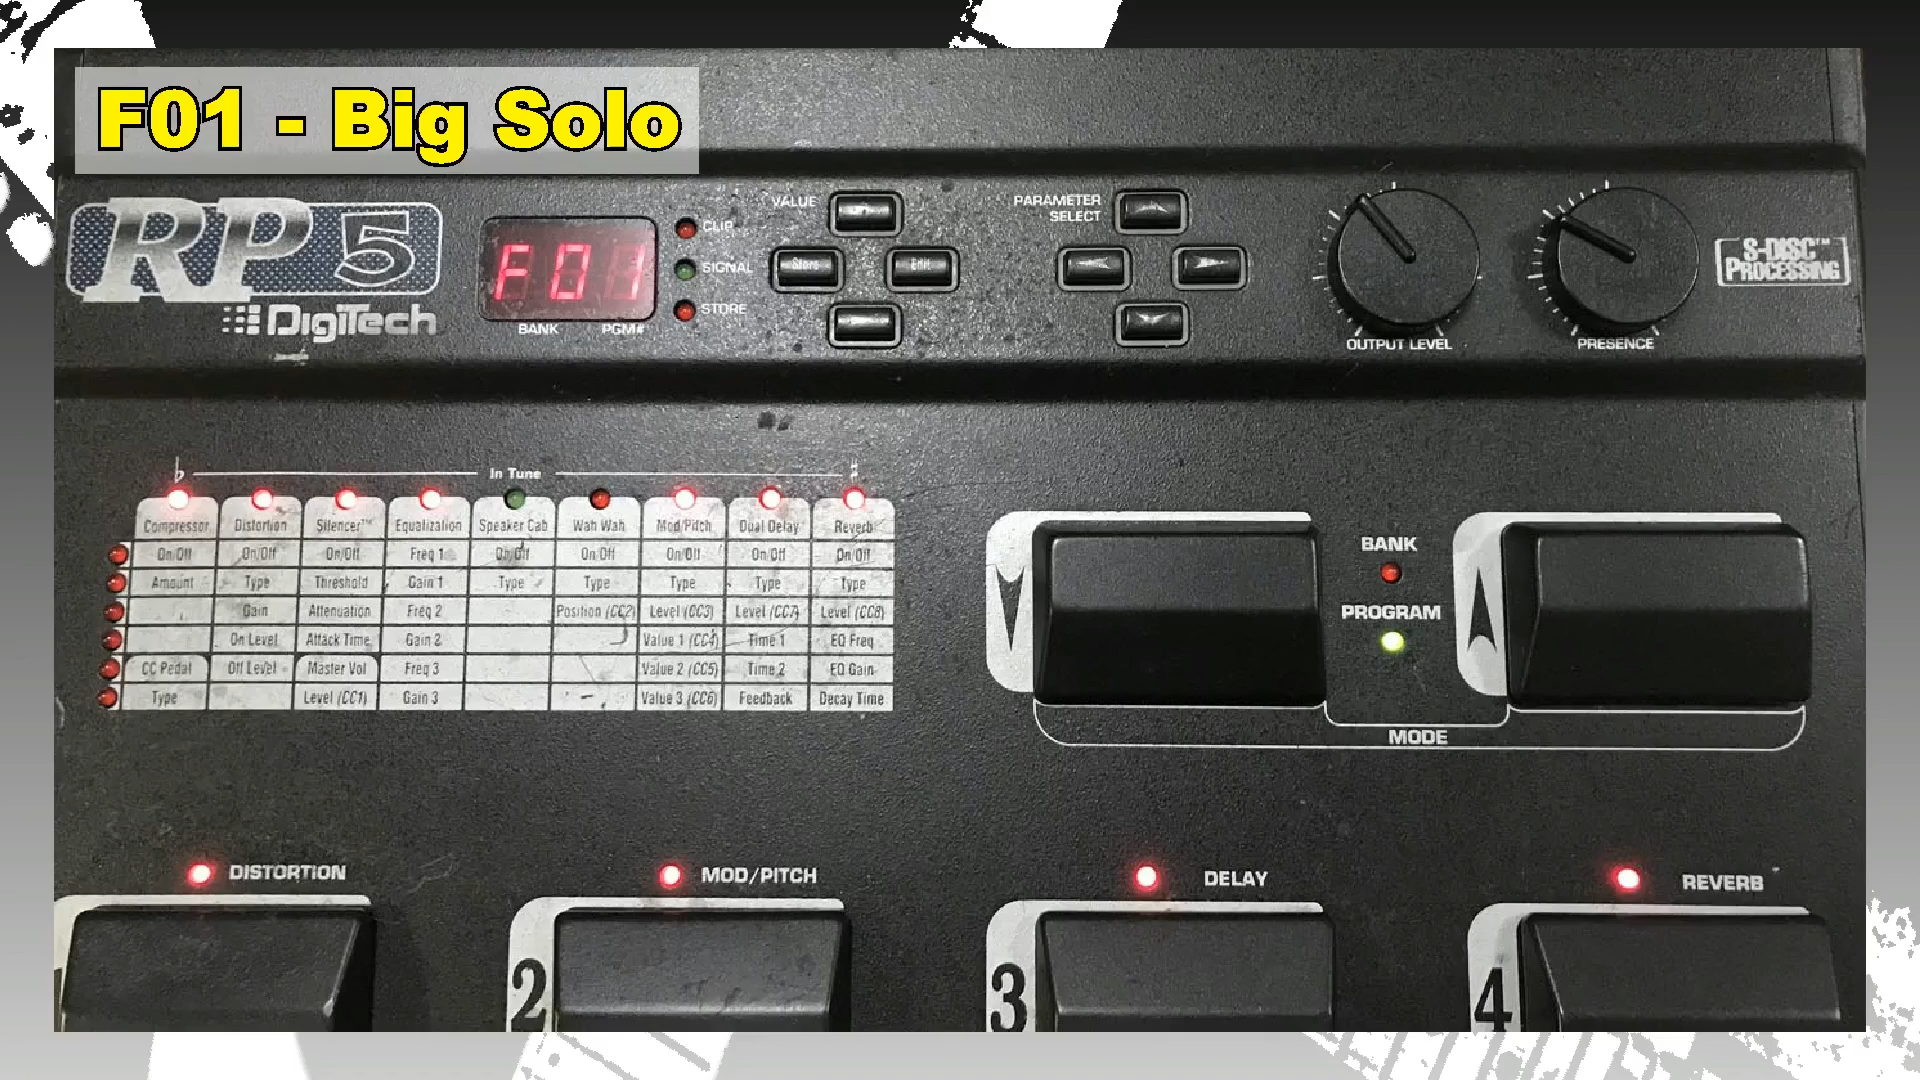 F01 - Big Solo
RP 5
DigiTech
F01
BANK PGM#
CLIP
SIGNAL
STORE
VALUE
Store
Edit
PARAMETER
SELECT
OUTPUT LEVEL
PRESENCE
S-DISC™
PROCESSING
♭ In Tune ♯
Compressor Distortion Silencer™ Equalization Speaker Cab Wah Wah Mod/Pitch Dual Delay Reverb
On/Off On/Off On/Off Freq 1 On/Off On/Off On/Off On/Off On/Off
Amount Type Threshold Gain 1 Type Type Type Type Type
Gain Attenuation Freq 2 Position (CC2) Level (CC3) Level (CC7) Level (CC8)
On Level Attack Time Gain 2 Value 1 (CC4) Time 1 EQ Freq
CC Pedal Off Level Master Vol Freq 3 Value 2 (CC5) Time 2 EQ Gain
Type Level (CC1) Gain 3 Value 3 (CC6) Feedback Decay Time
BANK
PROGRAM
MODE
DISTORTION
MOD/PITCH
DELAY
REVERB
2
3
4